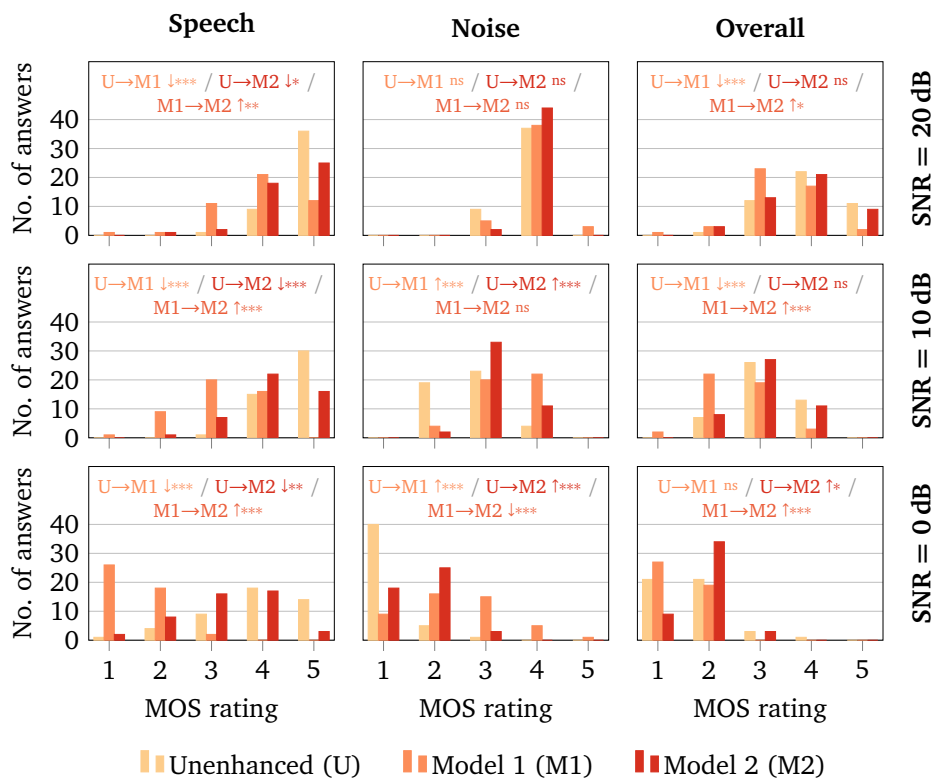 Speech Noise Overall
U→M1 ↓*** / U→M2 ↓* /
M1→M2 ↑**
U→M1 ns / U→M2 ns /
M1→M2 ns
U→M1 ↓*** / U→M2 ns /
M1→M2 ↑*
No. of answers
40
30
20
10
0
SNR = 20 dB
U→M1 ↓*** / U→M2 ↓*** /
M1→M2 ↑***
U→M1 ↑*** / U→M2 ↑*** /
M1→M2 ns
U→M1 ↓*** / U→M2 ns /
M1→M2 ↑***
No. of answers
40
30
20
10
0
SNR = 10 dB
U→M1 ↓*** / U→M2 ↓** /
M1→M2 ↑***
U→M1 ↑*** / U→M2 ↑*** /
M1→M2 ↓***
U→M1 ns / U→M2 ↑* /
M1→M2 ↑***
No. of answers
40
30
20
10
0
SNR = 0 dB
1 2 3 4 5 1 2 3 4 5 1 2 3 4 5
MOS rating MOS rating MOS rating
Unenhanced (U) Model 1 (M1) Model 2 (M2)